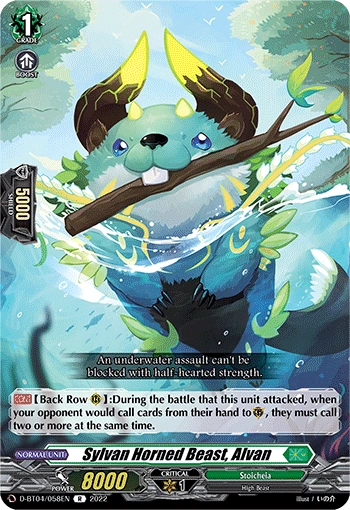 1
GRADE
BOOST
5000
SHIELD
An underwater assault can't be
blocked with half-hearted strength.
CONT【Back Row】:During the battle that this unit attacked, when
your opponent would call cards from their hand to , they must call
two or more at the same time.
NORMAL UNIT
Sylvan Horned Beast, Alvan
POWER 8000
CRITICAL
1
Stoicheia
High Beast
D-BT04/058EN R 2022
Illust / いの介